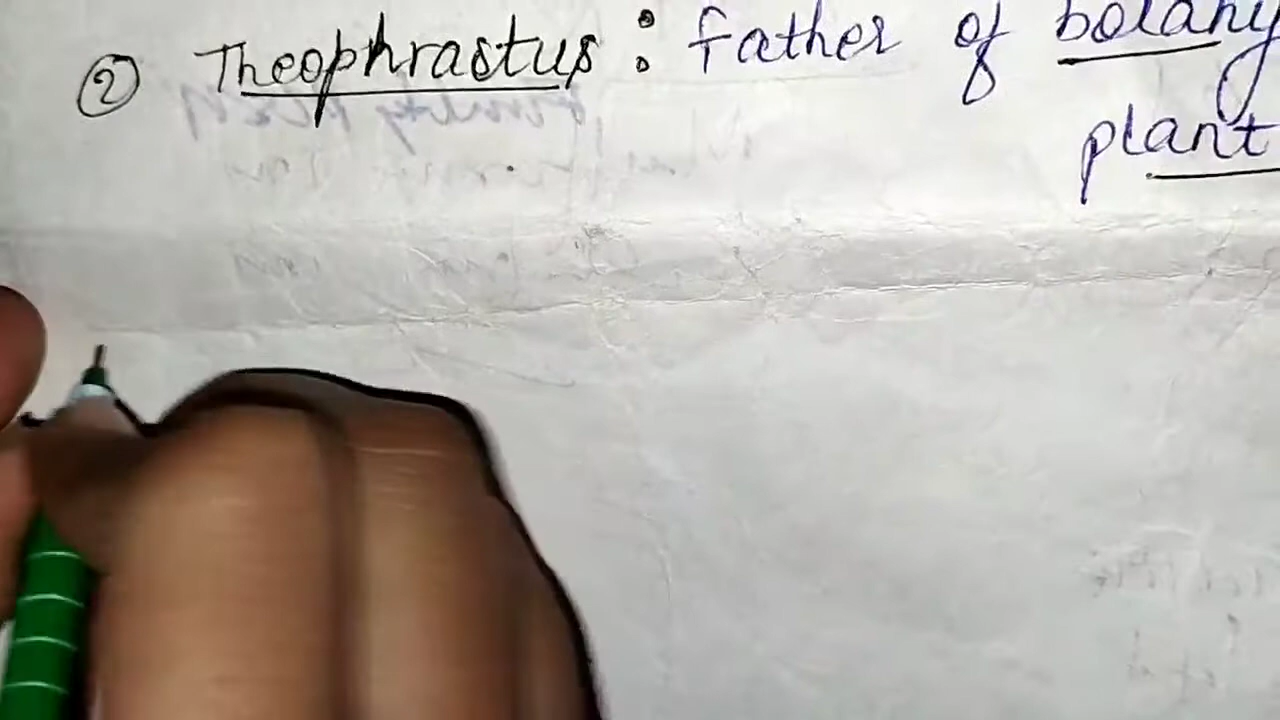 ② Theophrastus : Father of botany
plant